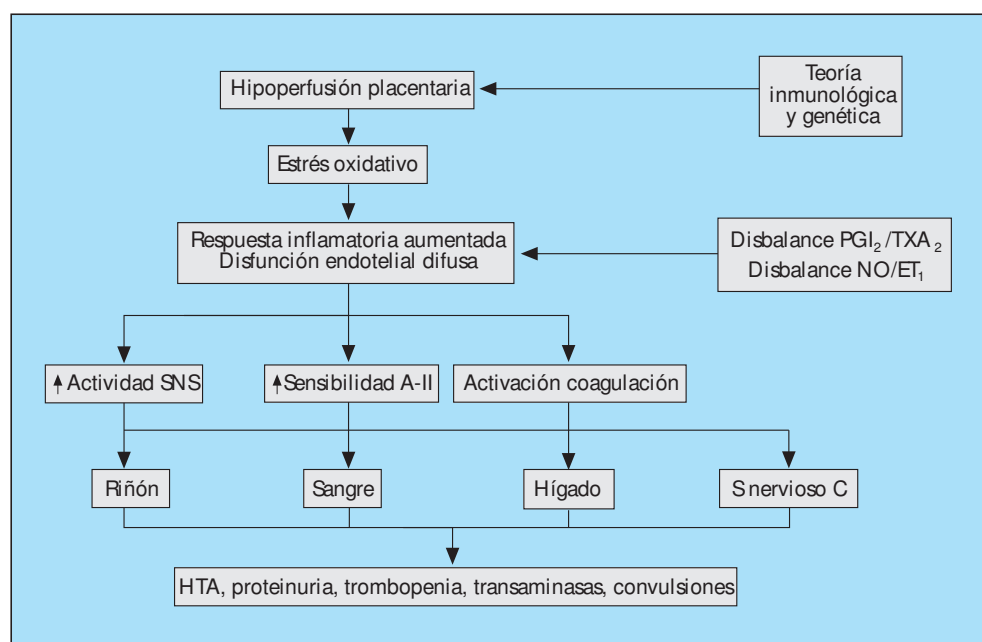 Hipoperfusión placentaria
Teoría
inmunológica
y genética
Estrés oxidativo
Respuesta inflamatoria aumentada
Disfunción endotelial difusa
Disbalance PGI₂/TXA₂
Disbalance NO/ET₁
↑ Actividad SNS
↑ Sensibilidad A-II
Activación coagulación
Riñón
Sangre
Hígado
S nervioso C
HTA, proteinuria, trombopenia, transaminasas, convulsiones